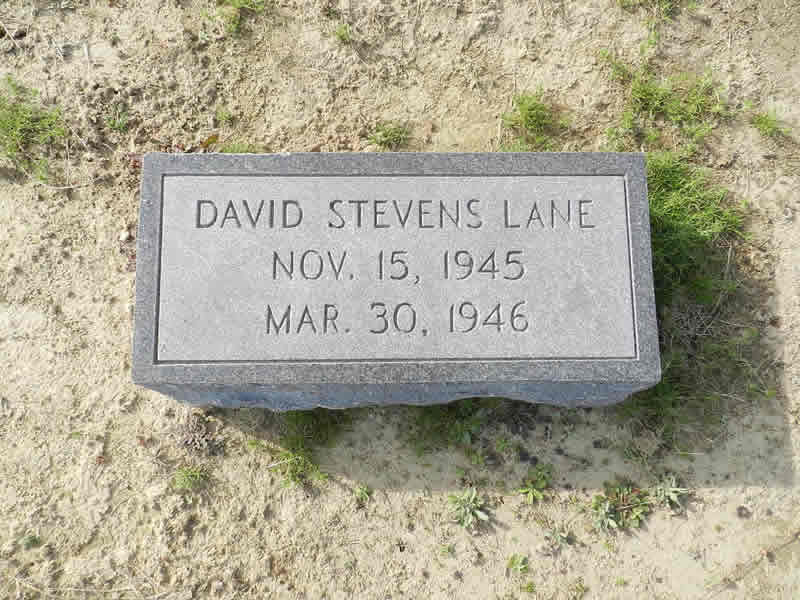 DAVID STEVENS LANE
NOV. 15, 1945
MAR. 30, 1946